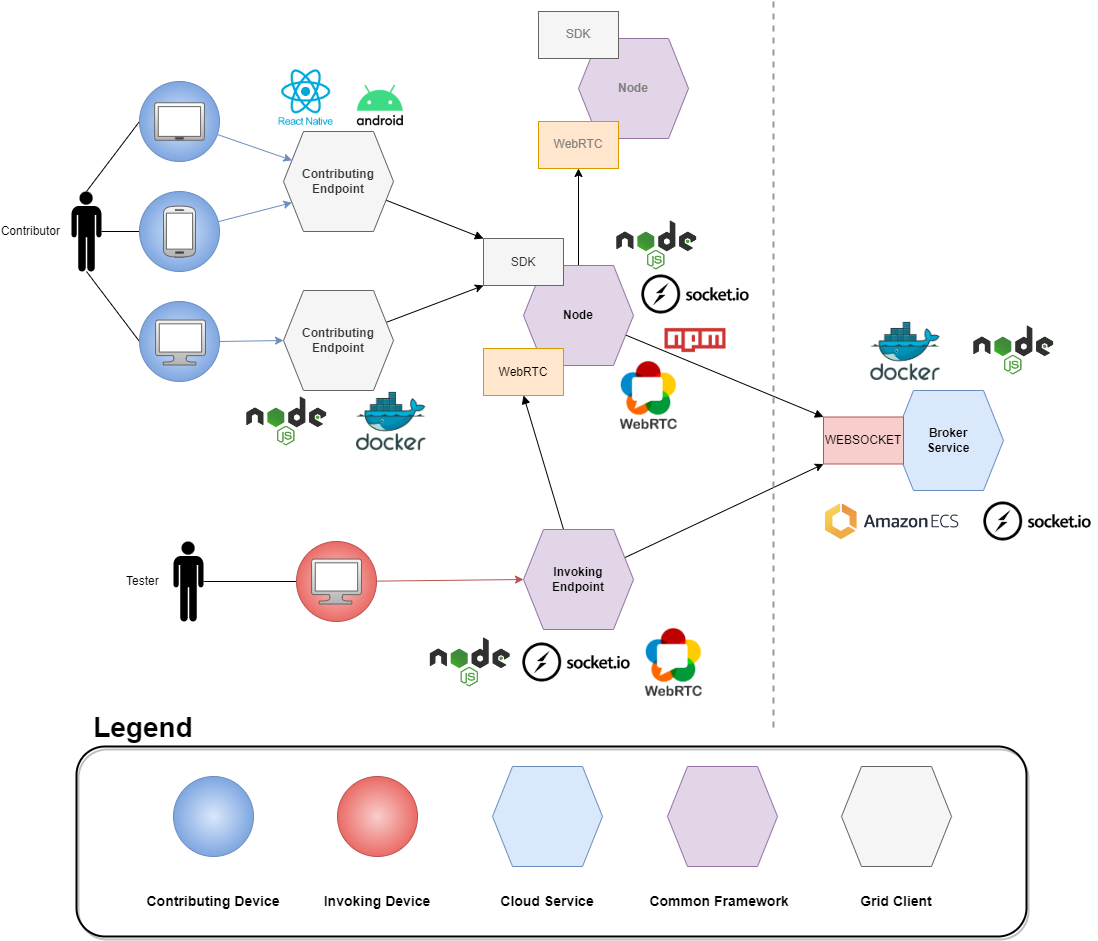 SDK
Node
WebRTC
React Native
android
Contributing
Endpoint
Contributor
SDK
Node
WebRTC
node
JS
socket.io
npm
WebRTC
Contributing
Endpoint
node
JS
docker
docker
node
JS
WEBSOCKET
Broker
Service
Amazon ECS
socket.io
Tester
Invoking
Endpoint
node
JS
socket.io
WebRTC
Legend
Contributing Device
Invoking Device
Cloud Service
Common Framework
Grid Client